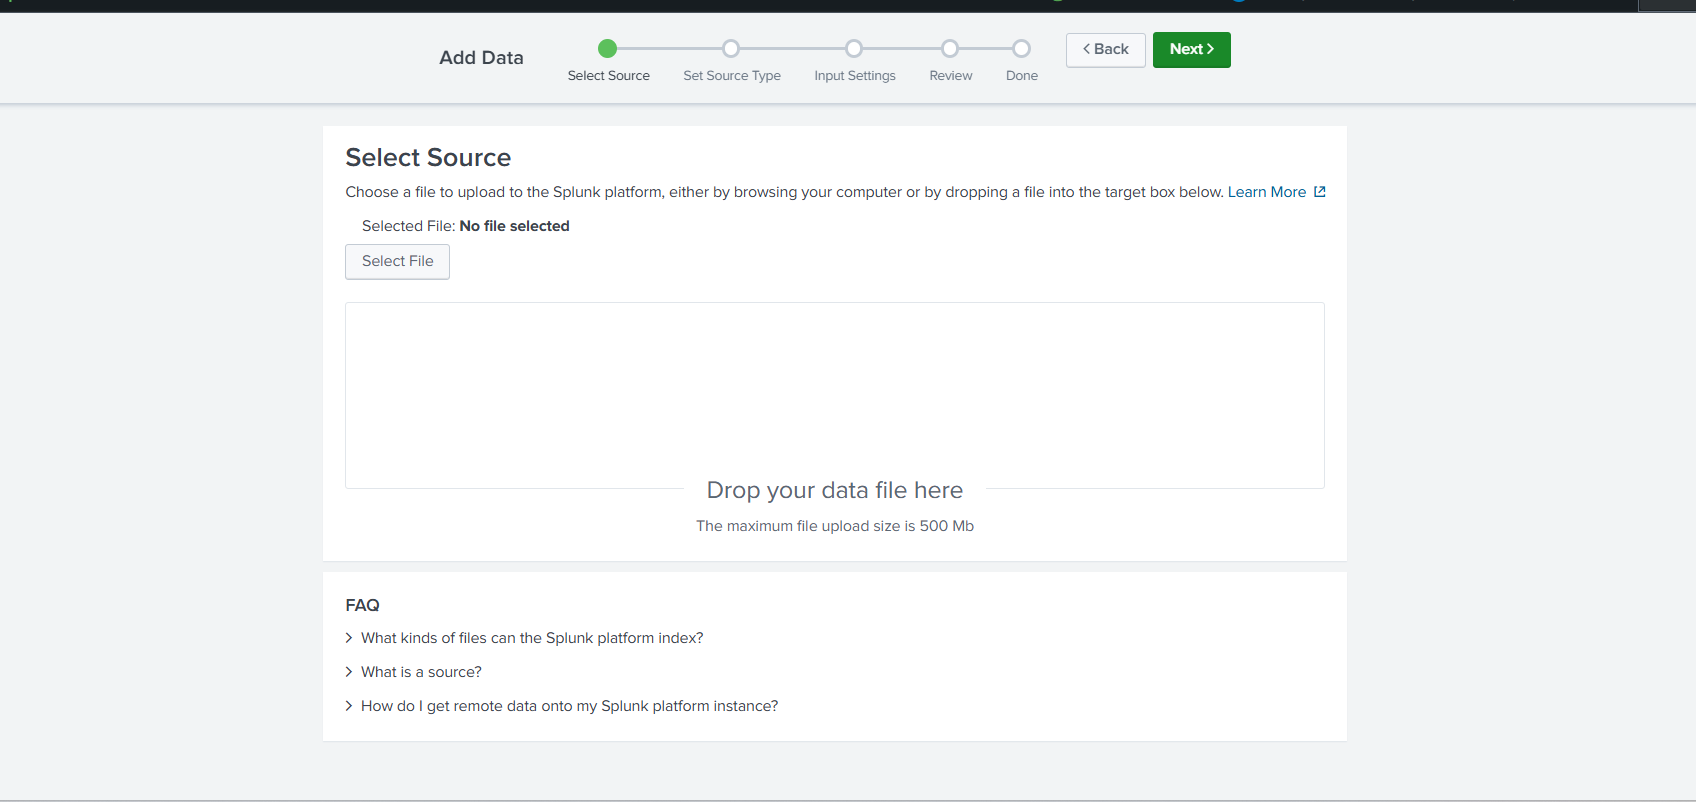 Add Data
Select Source
Set Source Type
Input Settings
Review
Done
Back
Next
Select Source
Choose a file to upload to the Splunk platform, either by browsing your computer or by dropping a file into the target box below. Learn More
Selected File: No file selected
Select File
Drop your data file here
The maximum file upload size is 500 Mb
FAQ
What kinds of files can the Splunk platform index?
What is a source?
How do I get remote data onto my Splunk platform instance?